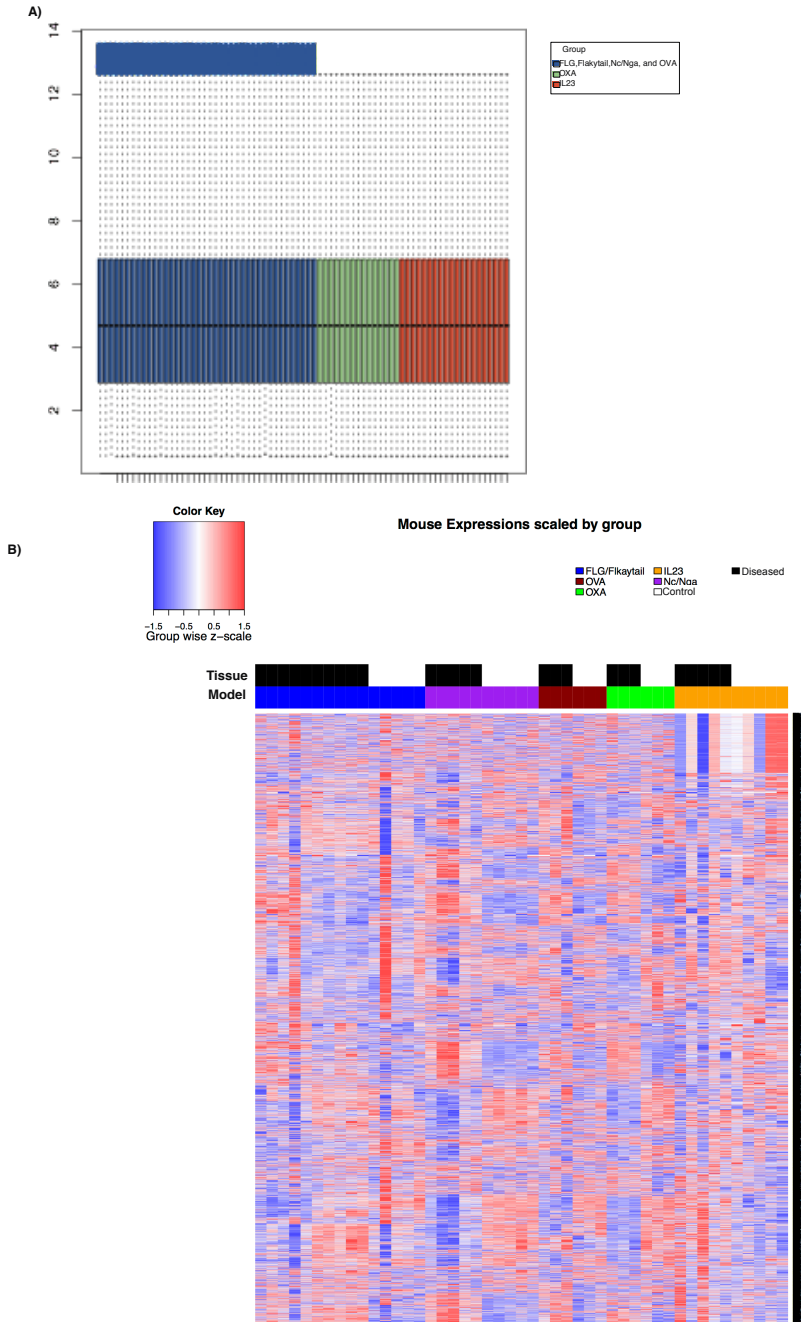 A)
14
12
10
8
6
4
2
Group
FLG,Flakytail,Nc/Nga, and OVA
OXA
IL23
B)
Color Key
−1.5 −0.5 0.5 1.5
Group wise z-scale
Mouse Expressions scaled by group
FLG/Flkaytail IL23 Diseased
OVA Nc/Nga
OXA Control
Tissue
Model